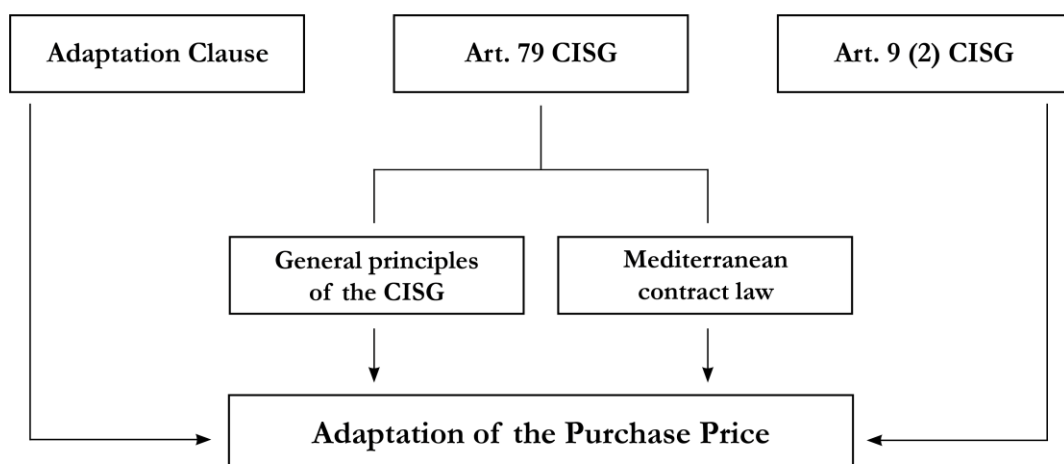 Adaptation Clause
Art. 79 CISG
Art. 9 (2) CISG
General principles
of the CISG
Mediterranean
contract law
Adaptation of the Purchase Price